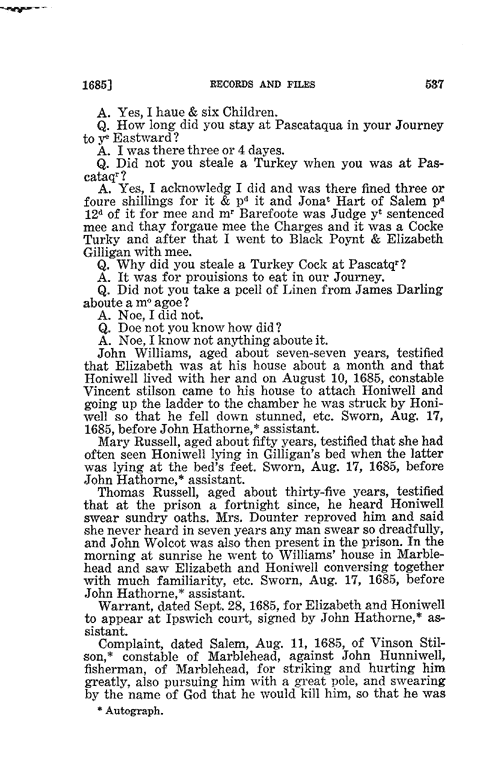 1685] RECORDS AND FILES 537
A. Yes, I haue & six Children.
Q. How long did you stay at Pascataqua in your Journey
to yᵉ Eastward?
A. I was there three or 4 dayes.
Q. Did not you steale a Turkey when you was at Pas-
cataqʳ?
A. Yes, I acknowledg I did and was there fined three or
foure shillings for it & pᵈ it and Jonaᵗ Hart of Salem pᵈ
12ᵈ of it for mee and mʳ Barefoote was Judge yᵗ sentenced
mee and thay forgaue mee the Charges and it was a Cocke
Turky and after that I went to Black Poynt & Elizabeth
Gilligan with mee.
Q. Why did you steale a Turkey Cock at Pascatqʳ?
A. It was for prouisions to eat in our Journey.
Q. Did not you take a pcell of Linen from James Darling
aboute a mᵒ agoe?
A. Noe, I did not.
Q. Doe not you know how did?
A. Noe, I know not anything aboute it.
John Williams, aged about seven-seven years, testified
that Elizabeth was at his house about a month and that
Honiwell lived with her and on August 10, 1685, constable
Vincent stilson came to his house to attach Honiwell and
going up the ladder to the chamber he was struck by Honi-
well so that he fell down stunned, etc. Sworn, Aug. 17,
1685, before John Hathorne,* assistant.
Mary Russell, aged about fifty years, testified that she had
often seen Honiwell lying in Gilligan's bed when the latter
was lying at the bed's feet. Sworn, Aug. 17, 1685, before
John Hathorne,* assistant.
Thomas Russell, aged about thirty-five years, testified
that at the prison a fortnight since, he heard Honiwell
swear sundry oaths. Mrs. Dounter reproved him and said
she never heard in seven years any man swear so dreadfully,
and John Wolcot was also then present in the prison. In the
morning at sunrise he went to Williams' house in Marble-
head and saw Elizabeth and Honiwell conversing together
with much familiarity, etc. Sworn, Aug. 17, 1685, before
John Hathorne,* assistant.
Warrant, dated Sept. 28, 1685, for Elizabeth and Honiwell
to appear at Ipswich court, signed by John Hathorne,* as-
sistant.
Complaint, dated Salem, Aug. 11, 1685, of Vinson Stil-
son,* constable of Marblehead, against John Hunniwell,
fisherman, of Marblehead, for striking and hurting him
greatly, also pursuing him with a great pole, and swearing
by the name of God that he would kill him, so that he was
* Autograph.